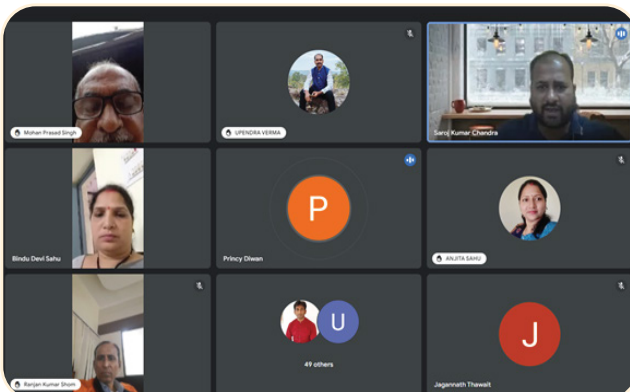 Mohan Prasad Singh
UPENDRA VERMA
Saroj Kumar Chandra
Bindu Devi Sahu
P
Princy Diwan
ANJITA SAHU
Ranjan Kumar Shom
U
49 others
J
Jagannath Thawait